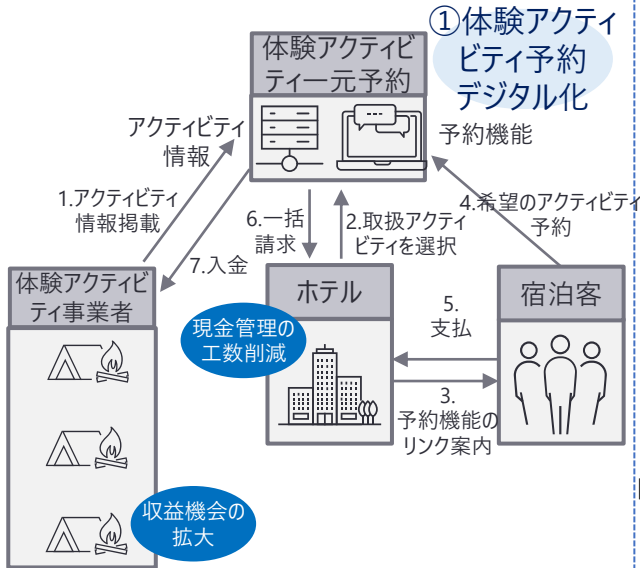 ①体験アクティ
ビティ予約
デジタル化
体験アクティビ
ティ一元予約
アクティビティ
情報
予約機能
1.アクティビティ
情報掲載
7.入金
6.一括
請求
2.取扱アクティ
ビティを選択
4.希望のアクティビティ
予約
体験アクティビ
ティ事業者
ホテル
宿泊客
現金管理の
工数削減
5.
支払
3.
予約機能の
リンク案内
収益機会の
拡大